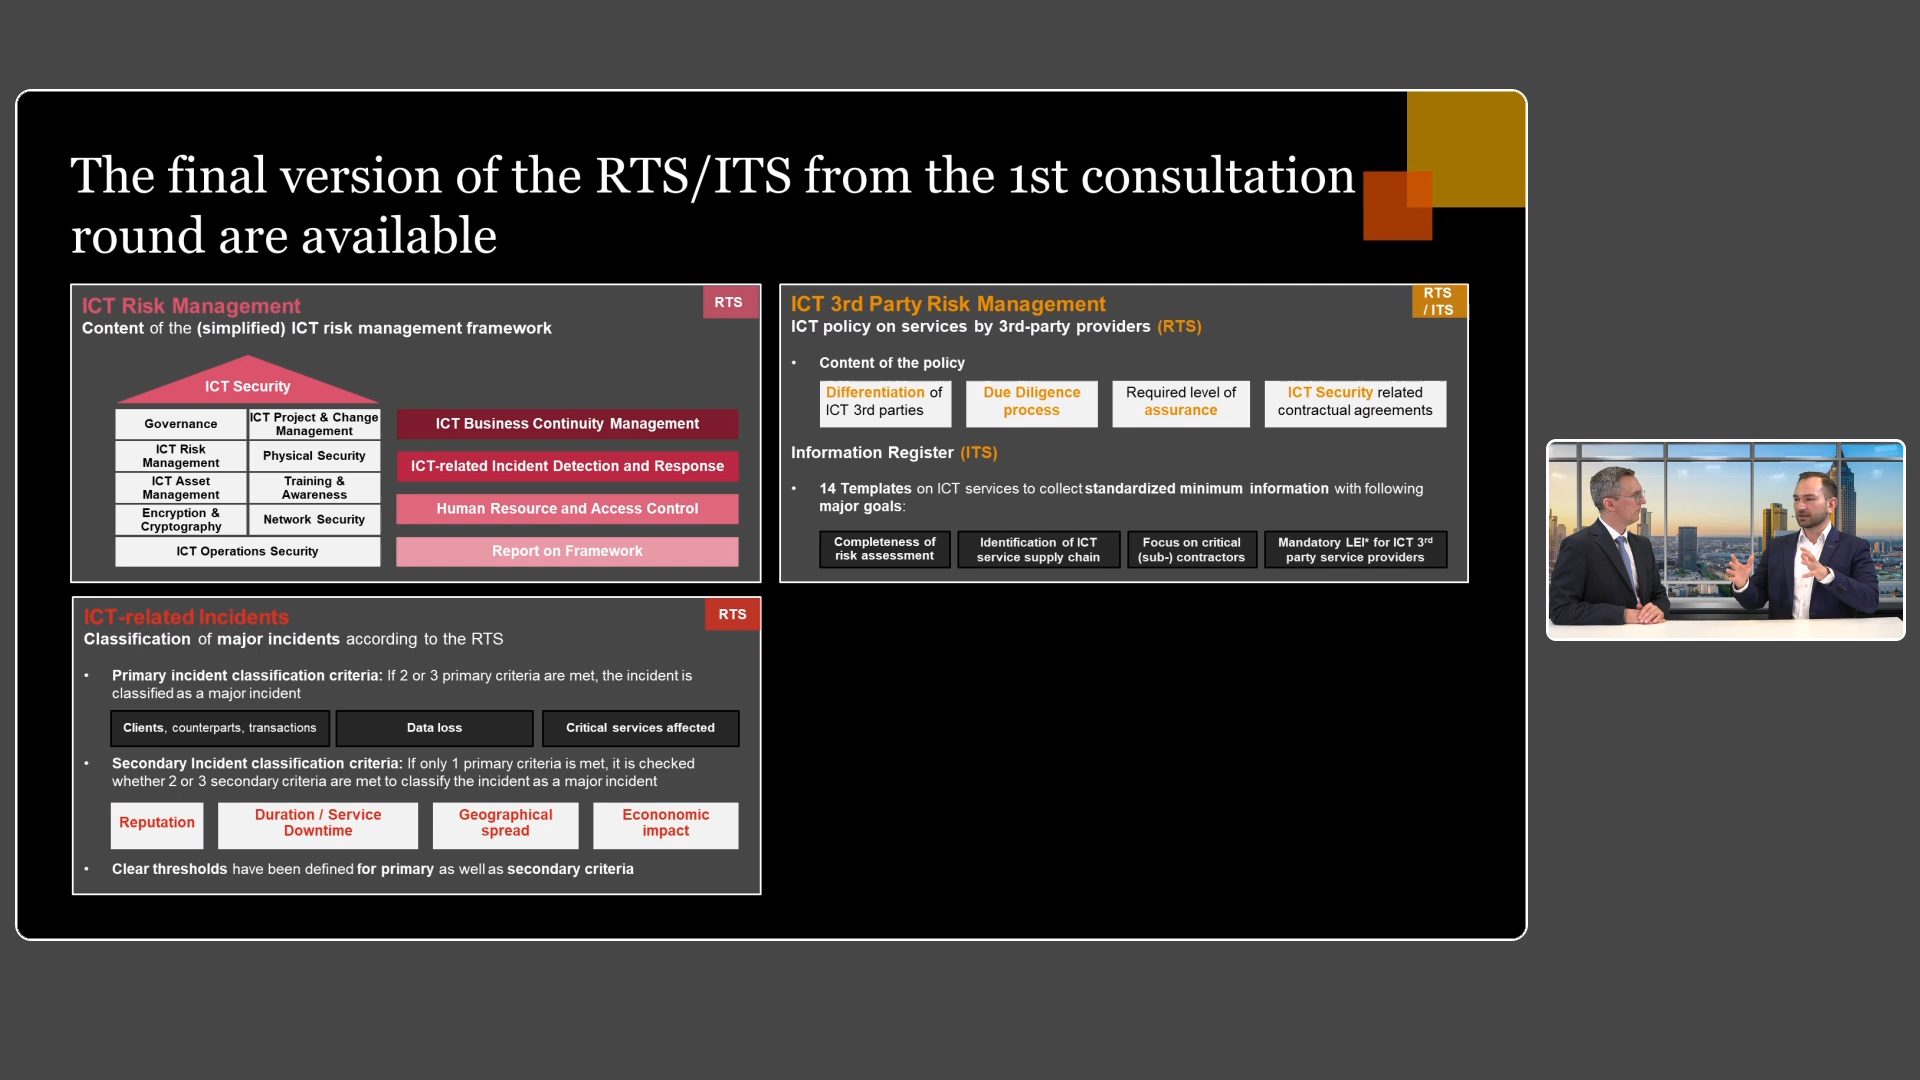 The final version of the RTS/ITS from the 1st consultation
round are available
ICT Risk Management
RTS
Content of the (simplified) ICT risk management framework
ICT Security
Governance
ICT Project & Change
Management
ICT Risk
Management
Physical Security
ICT Asset
Management
Training &
Awareness
Encryption &
Cryptography
Network Security
ICT Operations Security
ICT Business Continuity Management
ICT-related Incident Detection and Response
Human Resource and Access Control
Report on Framework
ICT 3rd Party Risk Management
RTS
/ ITS
ICT policy on services by 3rd-party providers (RTS)
• Content of the policy
Differentiation of
ICT 3rd parties
Due Diligence
process
Required level of
assurance
ICT Security related
contractual agreements
Information Register (ITS)
• 14 Templates on ICT services to collect standardized minimum information with following
major goals:
Completeness of
risk assessment
Identification of ICT
service supply chain
Focus on critical
(sub-) contractors
Mandatory LEI* for ICT 3rd
party service providers
ICT-related Incidents
RTS
Classification of major incidents according to the RTS
• Primary incident classification criteria: If 2 or 3 primary criteria are met, the incident is
classified as a major incident
Clients, counterparts, transactions
Data loss
Critical services affected
• Secondary Incident classification criteria: If only 1 primary criteria is met, it is checked
whether 2 or 3 secondary criteria are met to classify the incident as a major incident
Reputation
Duration / Service
Downtime
Geographical
spread
Econonomic
impact
• Clear thresholds have been defined for primary as well as secondary criteria